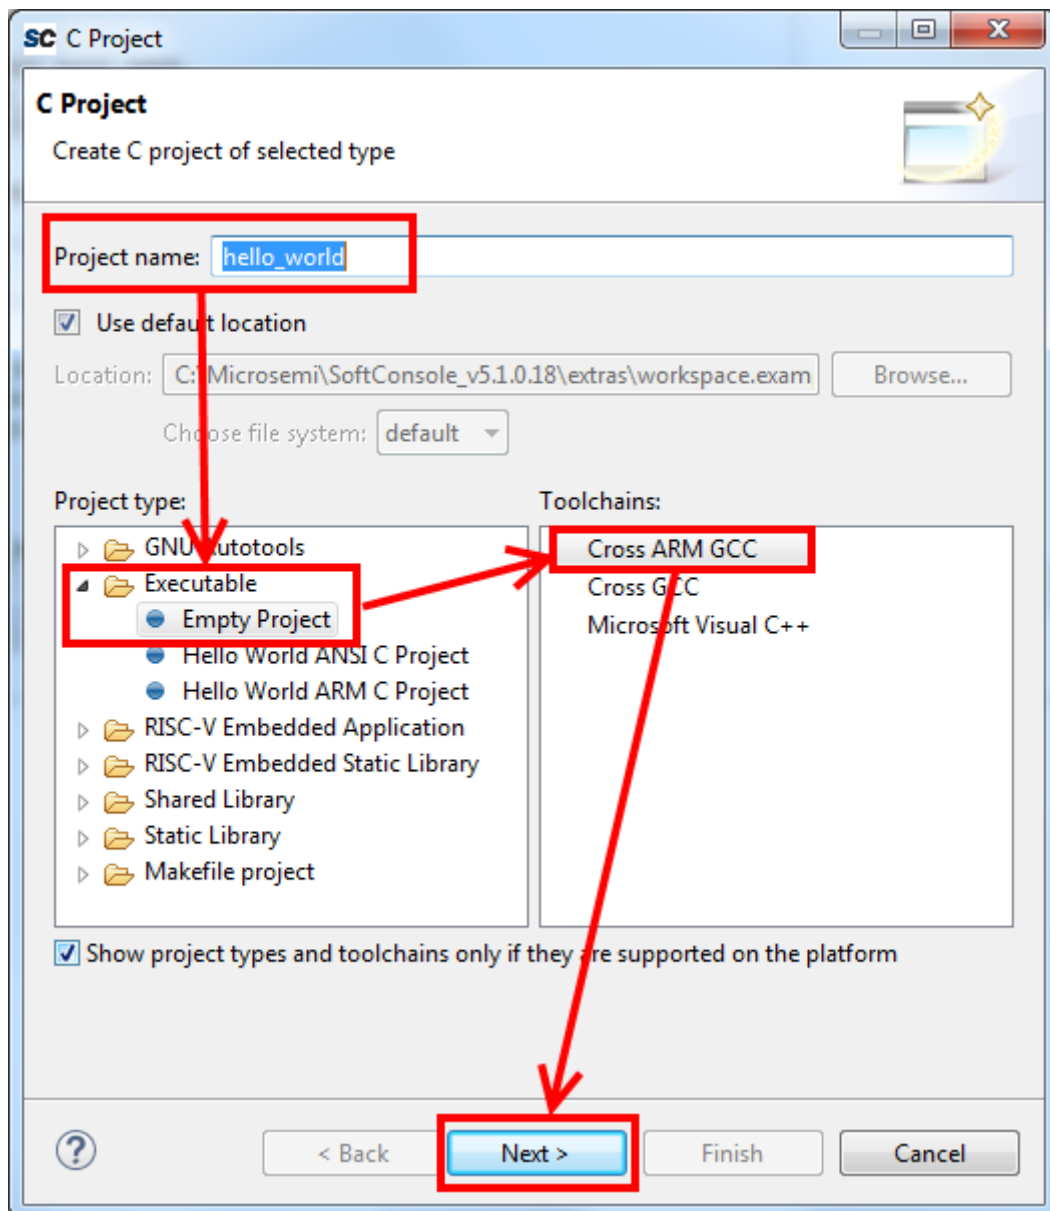 SC C Project
C Project
Create C project of selected type
Project name: hello_world
Use default location
Location: C:\Microsemi\SoftConsole_v5.1.0.18\extras\workspace.exam Browse...
Choose file system: default
Project type: Toolchains:
GNU Autotools
Executable
Empty Project
Hello World ANSI C Project
Hello World ARM C Project
RISC-V Embedded Application
RISC-V Embedded Static Library
Shared Library
Static Library
Makefile project
Cross ARM GCC
Cross GCC
Microsoft Visual C++
Show project types and toolchains only if they are supported on the platform
? < Back Next > Finish Cancel